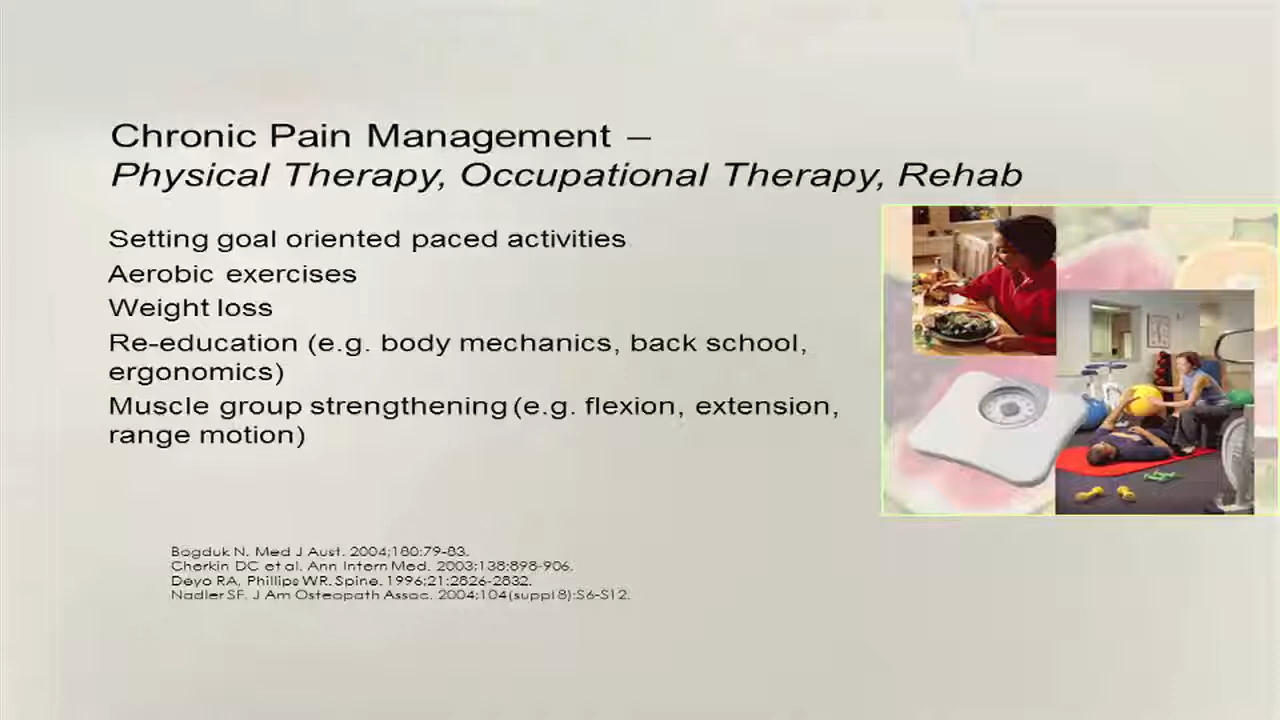 Chronic Pain Management –
Physical Therapy, Occupational Therapy, Rehab
Setting goal oriented paced activities
Aerobic exercises
Weight loss
Re-education (e.g. body mechanics, back school,
ergonomics)
Muscle group strengthening (e.g. flexion, extension,
range motion)
Bogduk N. Med J Aust. 2004;180:79-83.
Cherkin DC et al. Ann Intern Med. 2003;138:898-906.
Deyo RA, Phillips WR. Spine. 1996;21:2826-2832.
Nadler SF. J Am Osteopath Assoc. 2004;104(suppl 8):S6-S12.